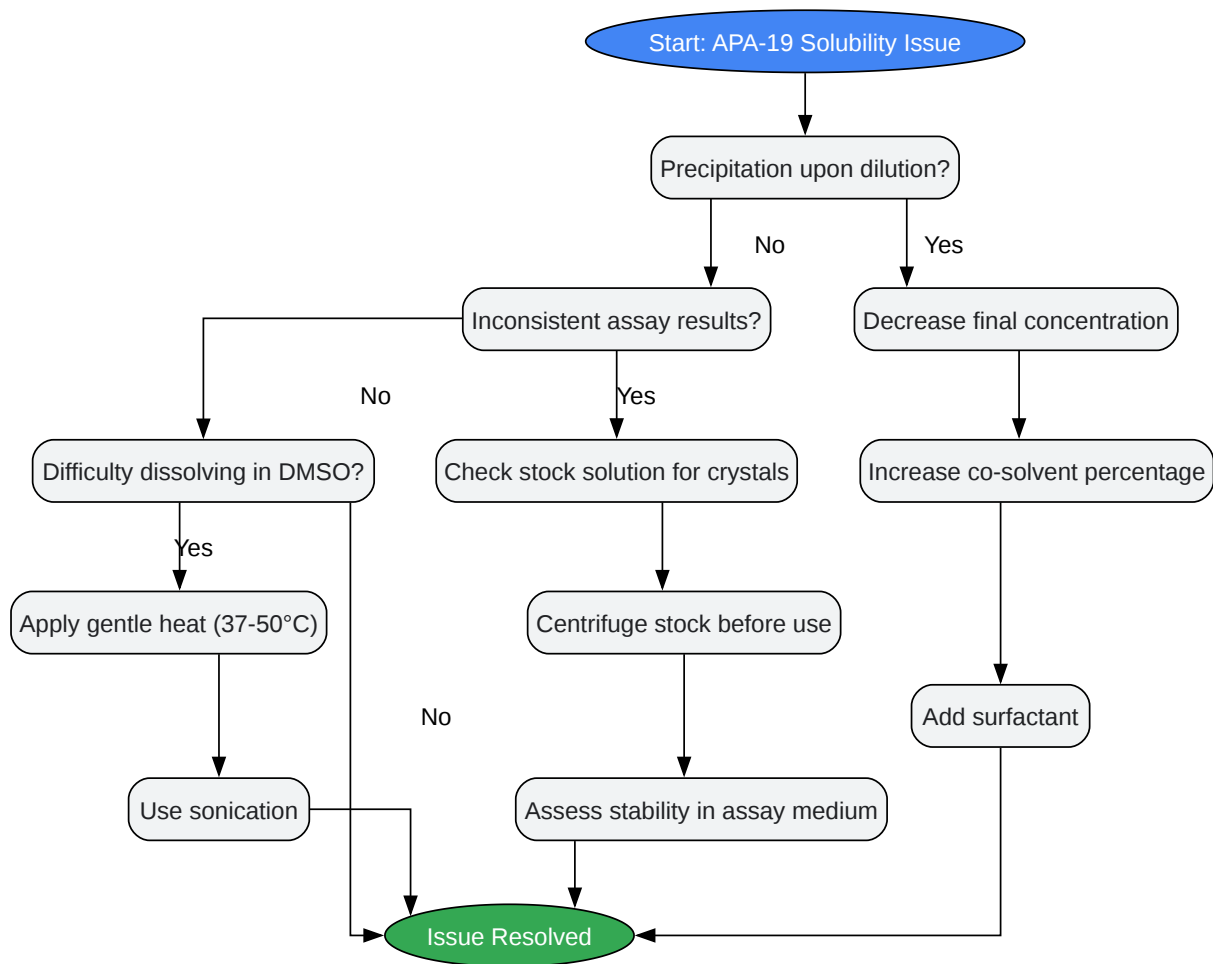 Start: APA-19 Solubility Issue
Precipitation upon dilution?
No
Yes
Inconsistent assay results?
Decrease final concentration
No
Yes
Difficulty dissolving in DMSO?
Check stock solution for crystals
Increase co-solvent percentage
Yes
Apply gentle heat (37-50°C)
Centrifuge stock before use
No
Add surfactant
Use sonication
Assess stability in assay medium
Issue Resolved